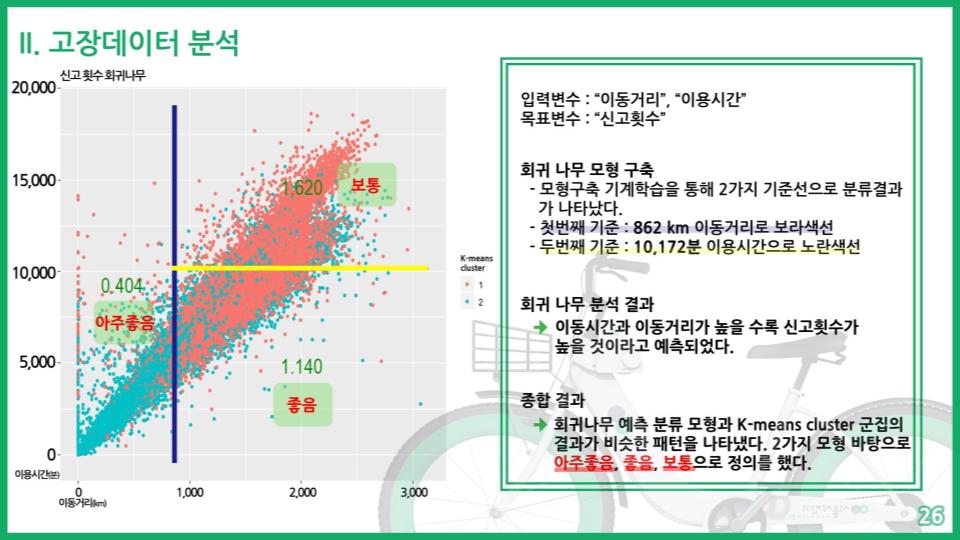 II. 고장데이터 분석
신고 횟수 회귀나무
20,000
15,000
10,000
5,000
0
이용시간(분)
0
1,000
2,000
3,000
이동거리(km)
1.620
보통
0.404
아주좋음
1.140
좋음
K-means
cluster
1
2
입력변수 : “이동거리”, “이용시간”
목표변수 : “신고횟수”
회귀 나무 모형 구축
- 모형구축 기계학습을 통해 2가지 기준선으로 분류결과
가 나타났다.
- 첫번째 기준 : 862 km 이동거리로 보라색선
- 두번째 기준 : 10,172분 이용시간으로 노란색선
회귀 나무 분석 결과
이동시간과 이동거리가 높을 수록 신고횟수가
높을 것이라고 예측되었다.
종합 결과
회귀나무 예측 분류 모형과 K-means cluster 군집의
결과가 비슷한 패턴을 나타냈다. 2가지 모형 바탕으로
아주좋음, 좋음, 보통으로 정의를 했다.
26